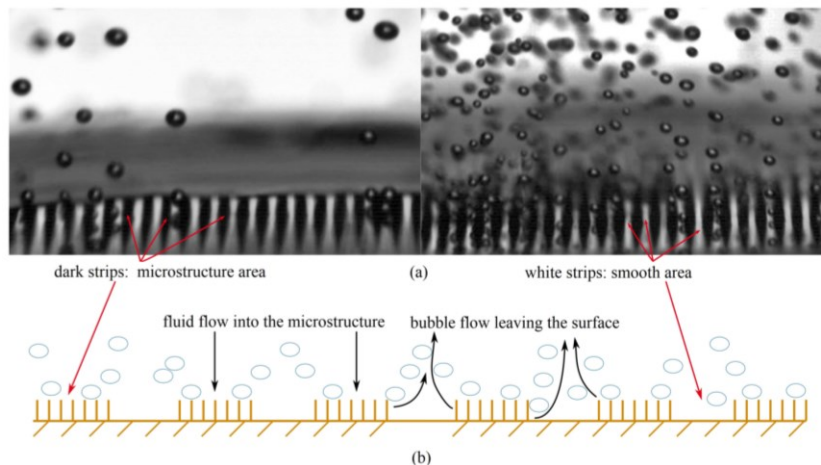 dark strips: microstructure area
(a)
white strips: smooth area
fluid flow into the microstructure
bubble flow leaving the surface
(b)